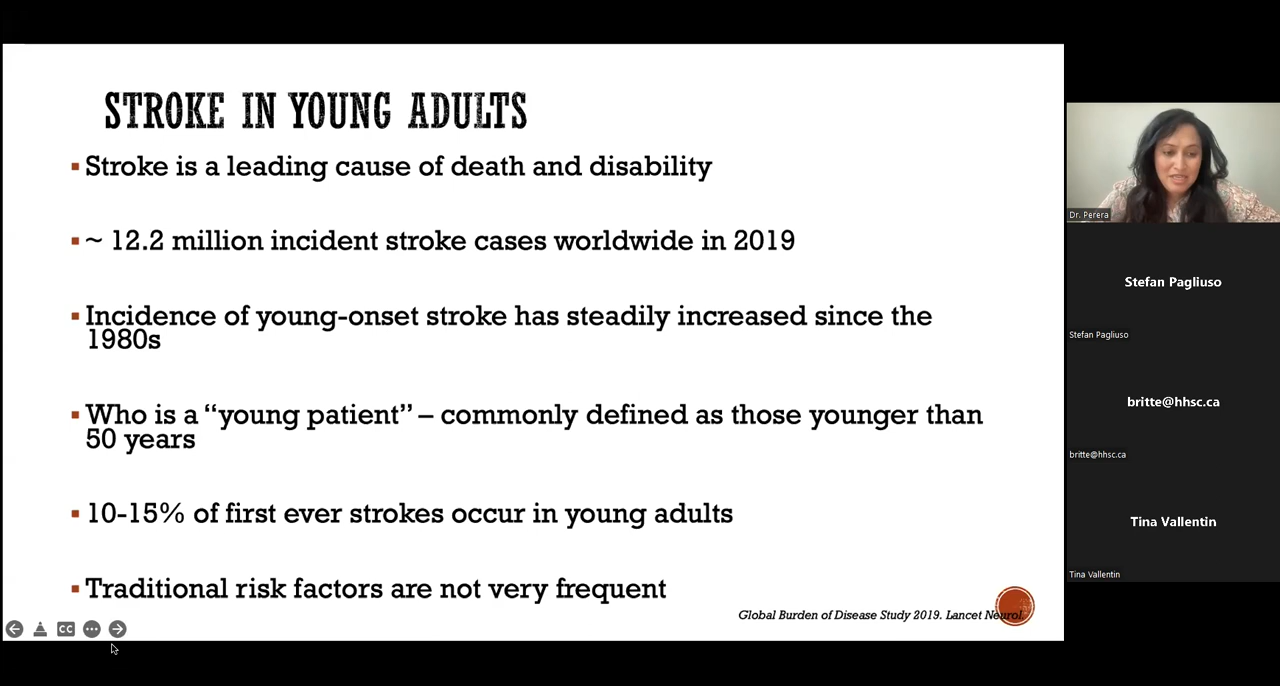 STROKE IN YOUNG ADULTS
Stroke is a leading cause of death and disability
~ 12.2 million incident stroke cases worldwide in 2019
Incidence of young-onset stroke has steadily increased since the
1980s
Who is a “young patient” – commonly defined as those younger than
50 years
10-15% of first ever strokes occur in young adults
Traditional risk factors are not very frequent
Global Burden of Disease Study 2019. Lancet Neurol.
CC
Dr. Perera
Stefan Pagliuso
Stefan Pagliuso
britte@hhsc.ca
britte@hhsc.ca
Tina Vallentin
Tina Vallentin